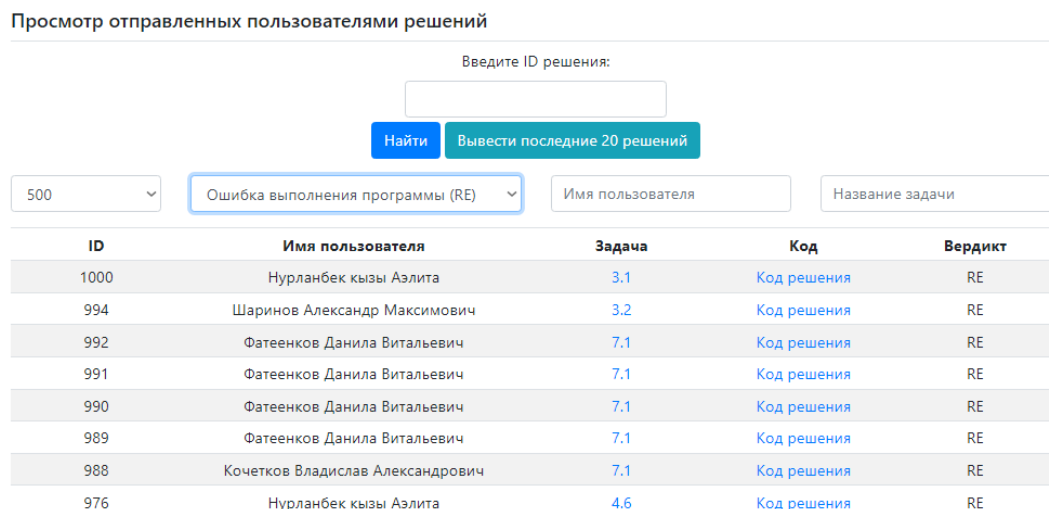 Просмотр отправленных пользователями решений
Введите ID решения:
Найти Вывести последние 20 решений
500 Ошибка выполнения программы (RE) Имя пользователя Название задачи
ID Имя пользователя Задача Код Вердикт
1000 Нурланбек кызы Аэлита 3.1 Код решения RE
994 Шаринов Александр Максимович 3.2 Код решения RE
992 Фатеенков Данила Витальевич 7.1 Код решения RE
991 Фатеенков Данила Витальевич 7.1 Код решения RE
990 Фатеенков Данила Витальевич 7.1 Код решения RE
989 Фатеенков Данила Витальевич 7.1 Код решения RE
988 Кочетков Владислав Александрович 7.1 Код решения RE
976 Нурланбек кызы Аэлита 4.6 Код решения RE